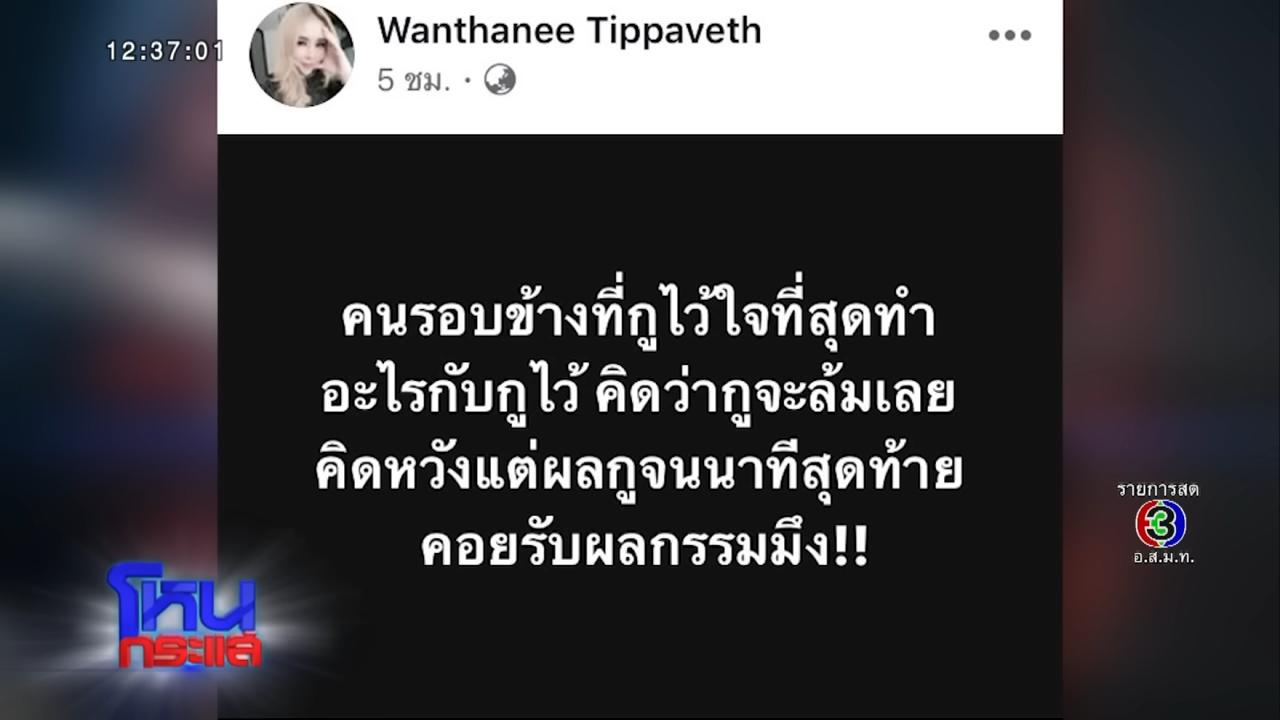 12:37:01
Wanthanee Tippaveth
5 ชม. ·
คนรอบข้างที่กูไว้ใจที่สุดทำ
อะไรกับกูไว้ คิดว่ากูจะล้มเลย
คิดหวังแต่ผลกูจนนาทีสุดท้าย
คอยรับผลกรรมมึง!!
รายการสด
3
อ.ส.ม.ท.
โหน
กระแส